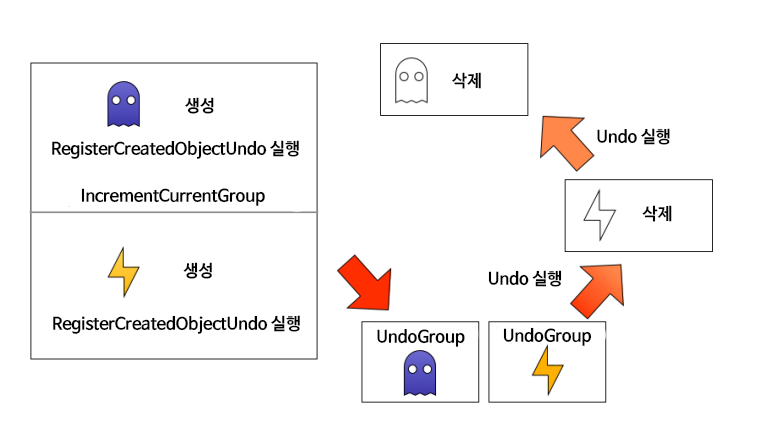 생성
RegisterCreatedObjectUndo 실행
IncrementCurrentGroup
생성
RegisterCreatedObjectUndo 실행
UndoGroup
UndoGroup
Undo 실행
삭제
Undo 실행
삭제